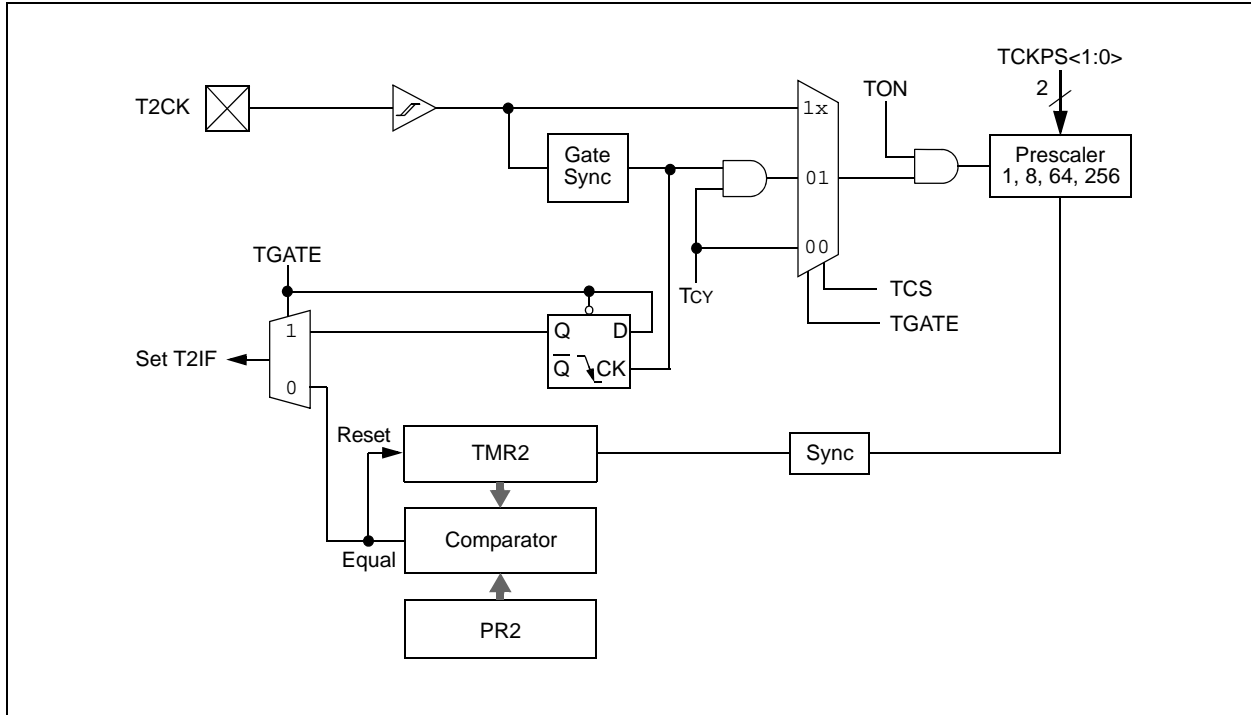 TCKPS<1:0>
2
T2CK
1x
TON
Gate
Sync
Prescaler
1, 8, 64, 256
01
00
TGATE
TCY
TCS
TGATE
1
Q
D
Set T2IF
Q
CK
0
Reset
TMR2
Sync
Comparator
Equal
PR2